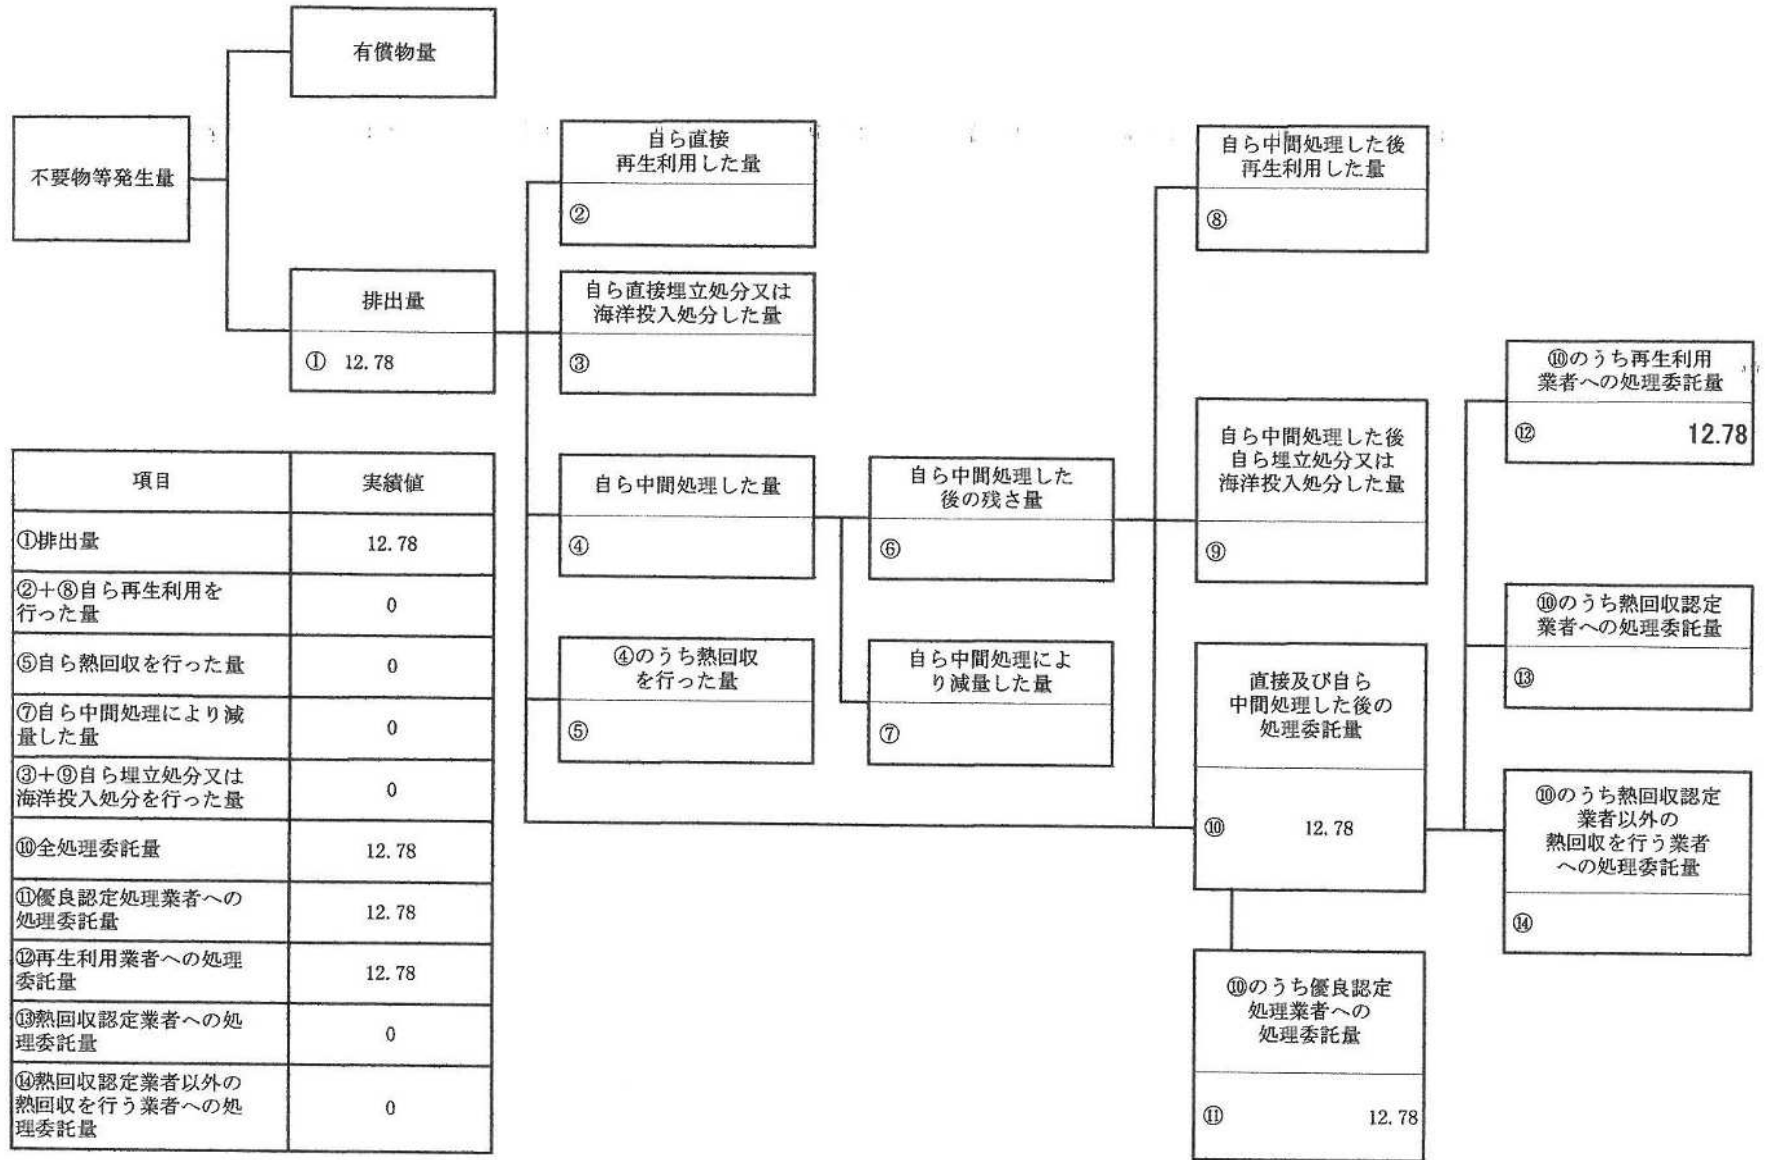 有償物量
不要物等発生量
排出量
① 12.78
自ら直接
再生利用した量
②
自ら直接埋立処分又は
海洋投入処分した量
③
自ら中間処理した量
④
④のうち熱回収
を行った量
⑤
自ら中間処理した
後の残さ量
⑥
自ら中間処理によ
り減量した量
⑦
自ら中間処理した後
再生利用した量
⑧
自ら中間処理した後
自ら埋立処分又は
海洋投入処分した量
⑨
直接及び自ら
中間処理した後の
処理委託量
⑩ 12.78
⑩のうち優良認定
処理業者への
処理委託量
⑪ 12.78
⑩のうち再生利用
業者への処理委託量
⑫ 12.78
⑩のうち熱回収認定
業者への処理委託量
⑬
⑩のうち熱回収認定
業者以外の
熱回収を行う業者
への処理委託量
⑭
項目 実績値
①排出量 12.78
②+⑧自ら再生利用を
行った量 0
⑤自ら熱回収を行った量 0
⑦自ら中間処理により減
量した量 0
③+⑨自ら埋立処分又は
海洋投入処分を行った量 0
⑩全処理委託量 12.78
⑪優良認定処理業者への
処理委託量 12.78
⑫再生利用業者への処理
委託量 12.78
⑬熱回収認定業者への処
理委託量 0
⑭熱回収認定業者以外の
熱回収を行う業者への処
理委託量 0